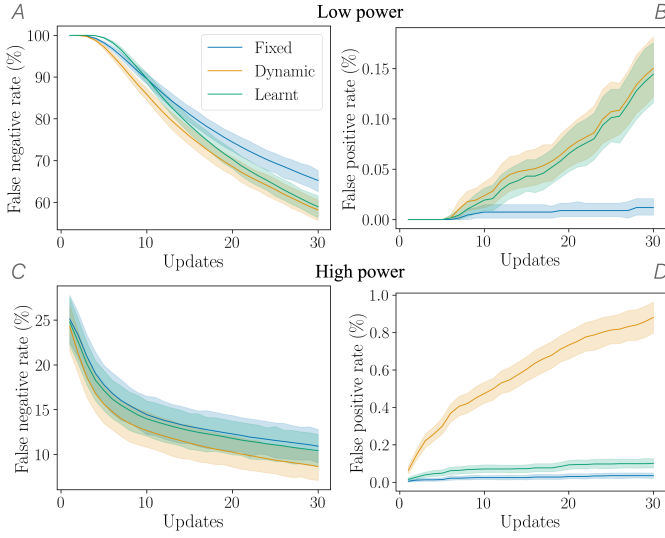 A
Low power
B
100
90
80
70
60
False negative rate (%)
Fixed
Dynamic
Learnt
0
10
20
30
Updates
0.15
0.10
0.05
0.00
False positive rate (%)
0
10
20
30
Updates
C
High power
D
25
20
15
10
False negative rate (%)
0
10
20
30
Updates
1.0
0.8
0.6
0.4
0.2
0.0
False positive rate (%)
0
10
20
30
Updates